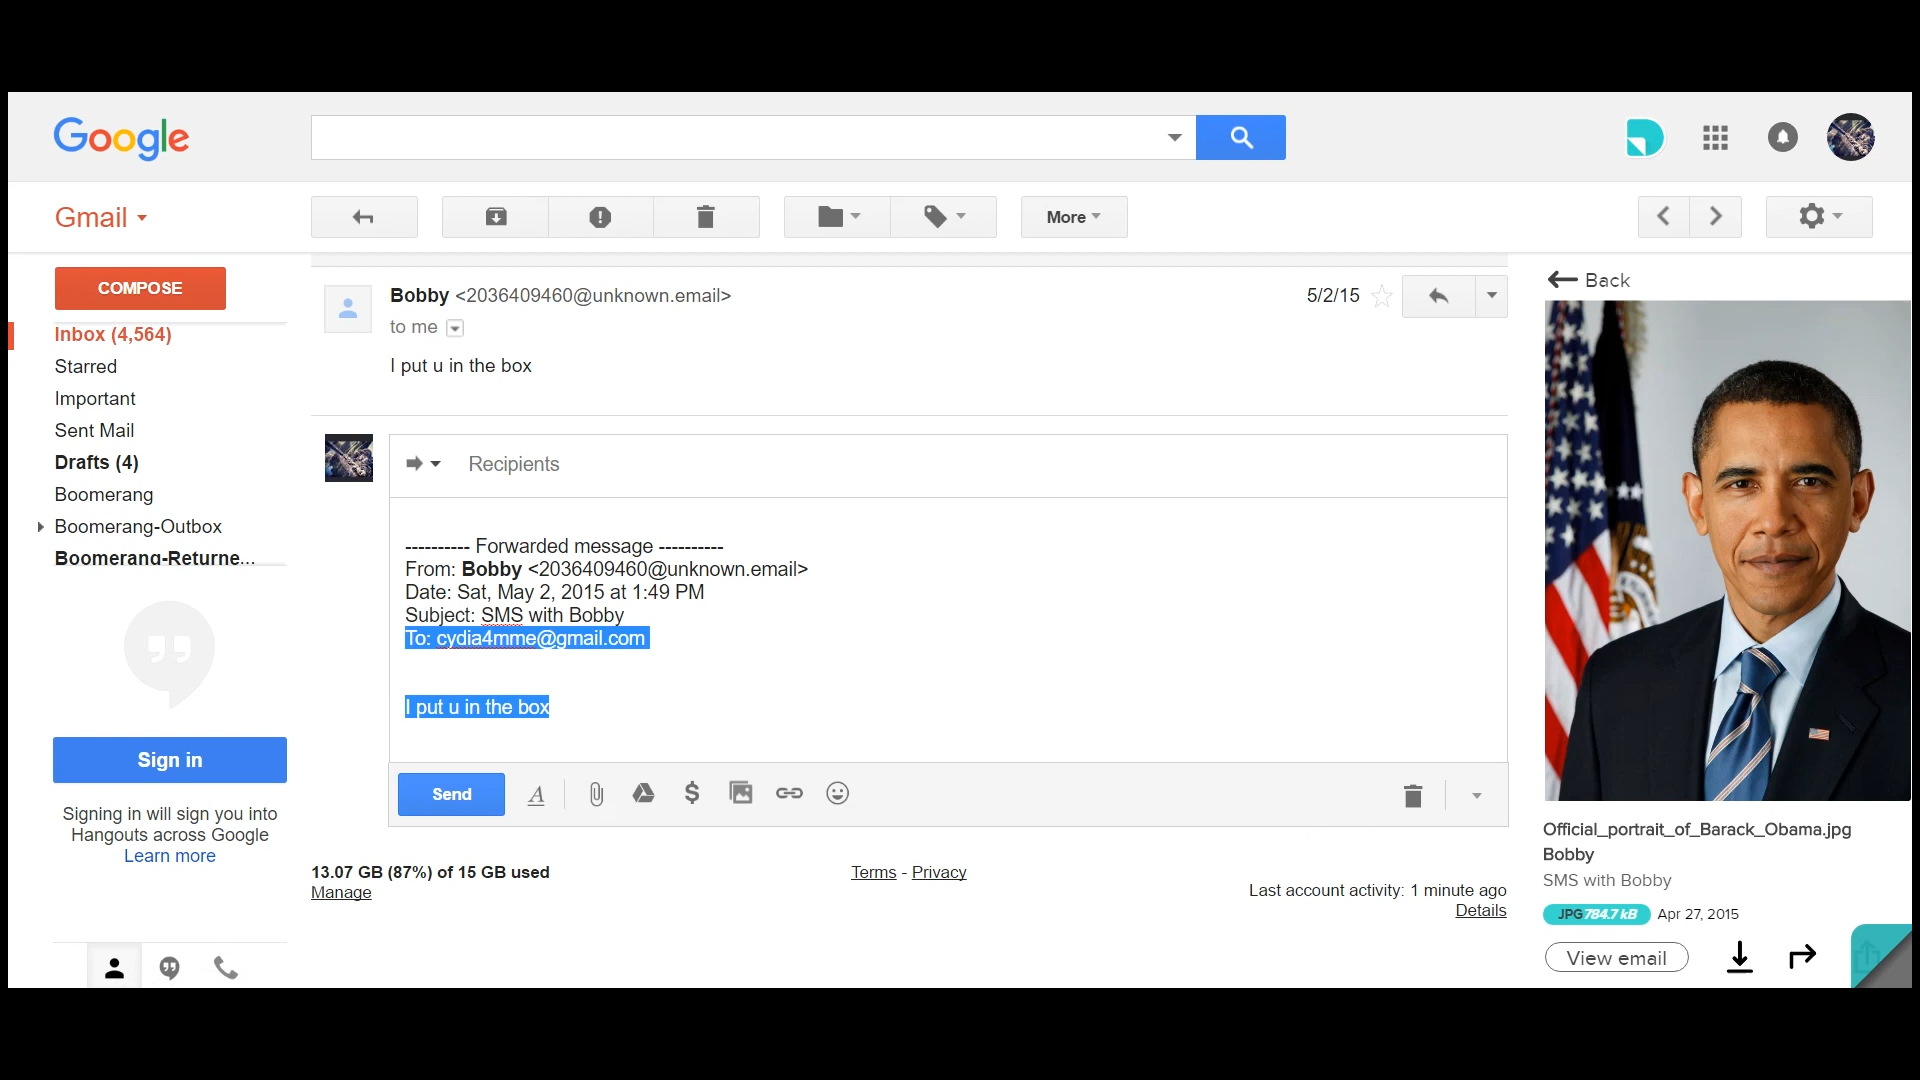 Google
Gmail
More
COMPOSE
Inbox (4,564)
Starred
Important
Sent Mail
Drafts (4)
Boomerang
Boomerang-Outbox
Boomerang-Returne...
Sign in
Signing in will sign you into
Hangouts across Google
Learn more
Bobby <2036409460@unknown.email>
5/2/15
to me
I put u in the box
Recipients
---------- Forwarded message ----------
From: Bobby <2036409460@unknown.email>
Date: Sat, May 2, 2015 at 1:49 PM
Subject: SMS with Bobby
To: cydia4mme@gmail.com
I put u in the box
Send
13.07 GB (87%) of 15 GB used
Manage
Terms - Privacy
Last account activity: 1 minute ago
Details
Back
Official_portrait_of_Barack_Obama.jpg
Bobby
SMS with Bobby
JPG 784.7 kB Apr 27, 2015
View email